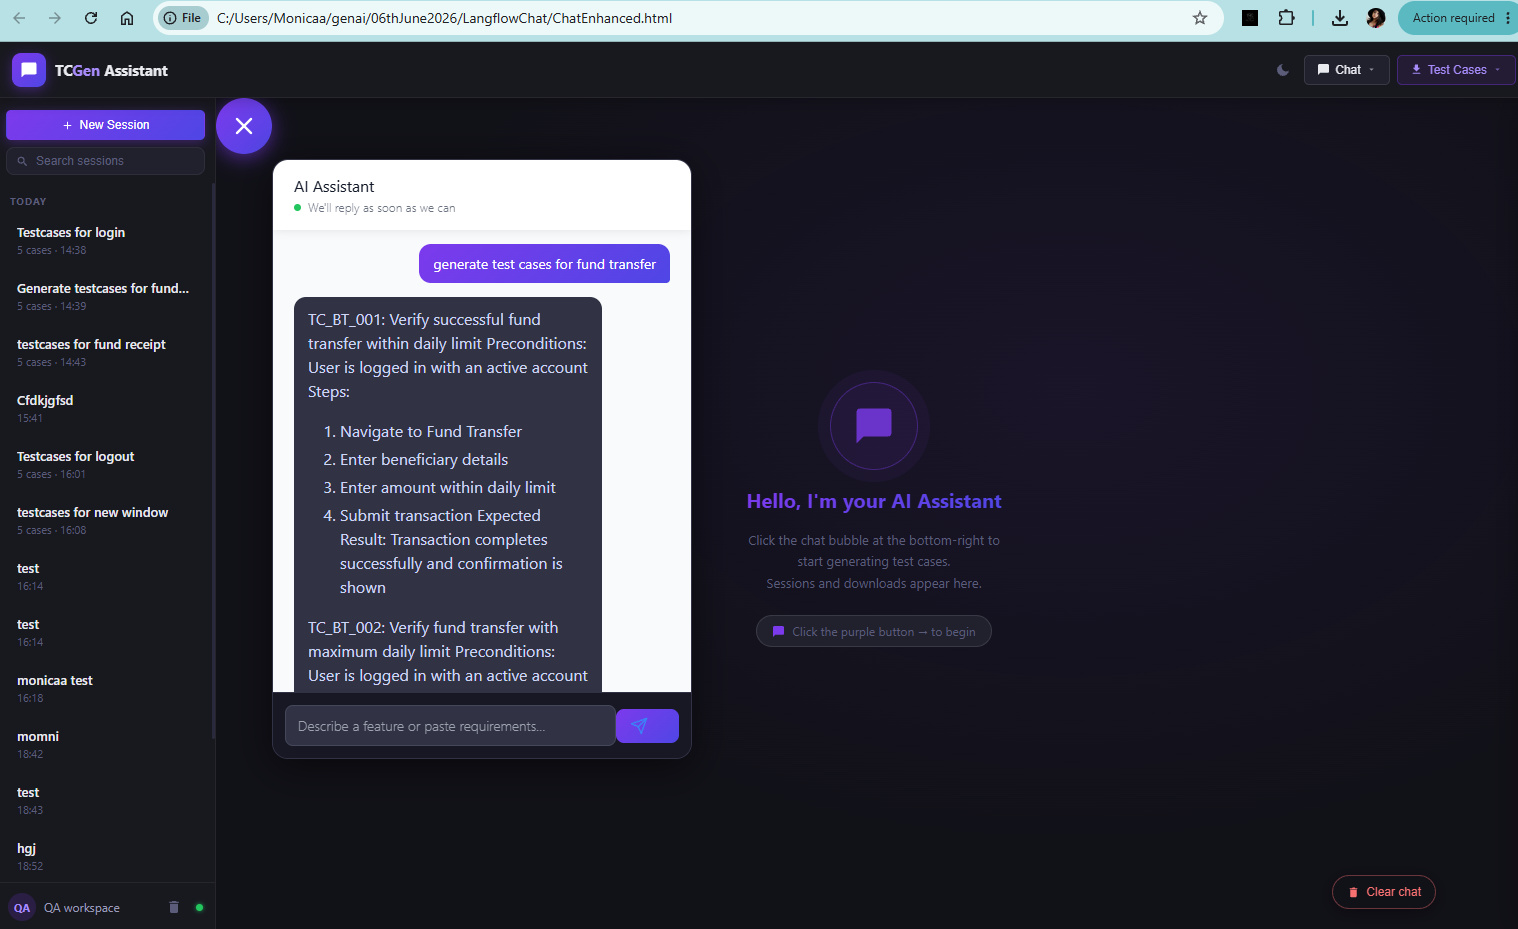 File
C:/Users/Monicaa/genai/06thJune2026/LangflowChat/ChatEnhanced.html
Action required
TCGen Assistant
Chat
Test Cases
+ New Session
Search sessions
TODAY
Testcases for login
5 cases · 14:38
Generate testcases for fund...
5 cases · 14:39
testcases for fund receipt
5 cases · 14:43
Cfdkjgfsd
15:41
Testcases for logout
5 cases · 16:01
testcases for new window
5 cases · 16:08
test
16:14
test
16:14
monicaa test
16:18
momni
18:42
test
18:43
hgj
18:52
QA
QA workspace
AI Assistant
We'll reply as soon as we can
generate test cases for fund transfer
TC_BT_001: Verify successful fund
transfer within daily limit Preconditions:
User is logged in with an active account
Steps:
1. Navigate to Fund Transfer
2. Enter beneficiary details
3. Enter amount within daily limit
4. Submit transaction Expected
Result: Transaction completes
successfully and confirmation is
shown
TC_BT_002: Verify fund transfer with
maximum daily limit Preconditions:
User is logged in with an active account
Describe a feature or paste requirements...
Hello, I'm your AI Assistant
Click the chat bubble at the bottom-right to
start generating test cases.
Sessions and downloads appear here.
Click the purple button → to begin
Clear chat